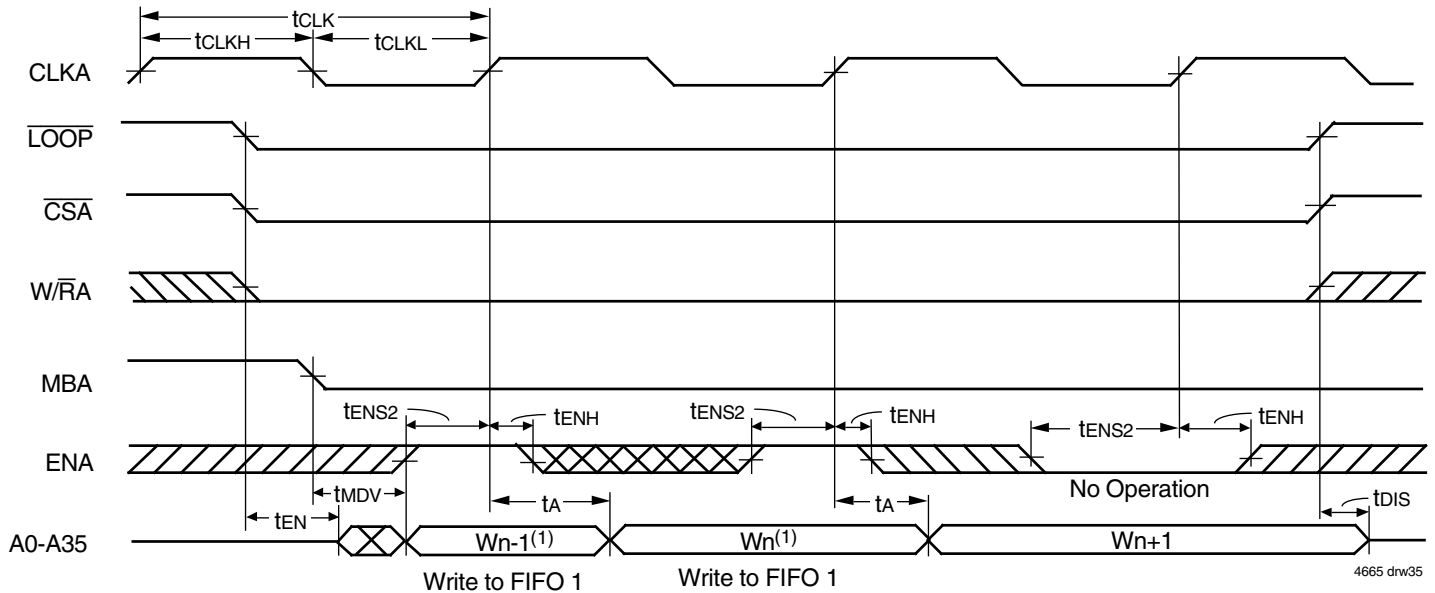 tCLK
tCLKH tCLKL
CLKA
LOOP
CSA
W/RA
MBA
tENS2 tENH tENS2 tENH tENS2 tENH
ENA
No Operation
tMDV tA tA tDIS
tEN
A0-A35 Wn-1(1) Wn(1) Wn+1
Write to FIFO 1 Write to FIFO 1
4665 drw35